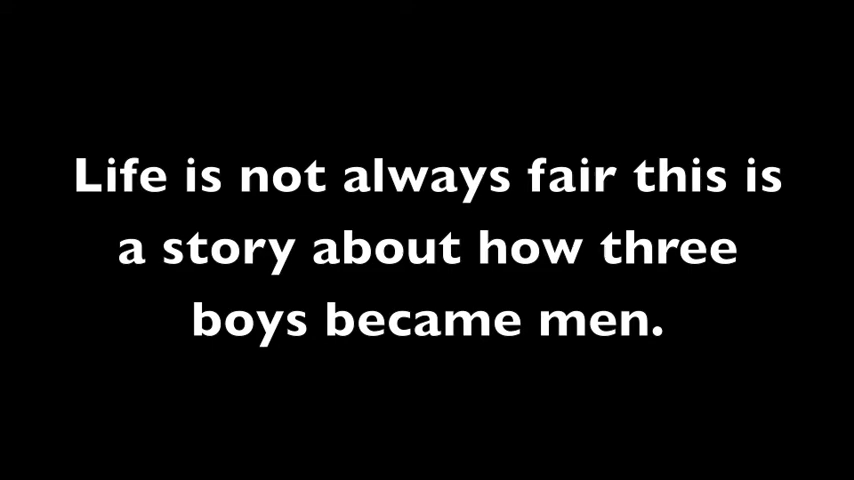 Life is not always fair this is
a story about how three
boys became men.